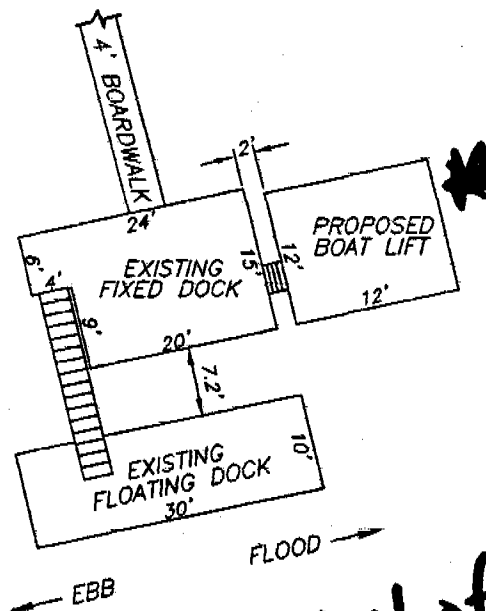 4' BOARDWALK
2'
24'
PROPOSED
BOAT LIFT
6'
4'
EXISTING
FIXED DOCK
15'
12'
12'
9'
20'
7.2'
EXISTING
FLOATING DOCK
10'
30'
FLOOD
EBB